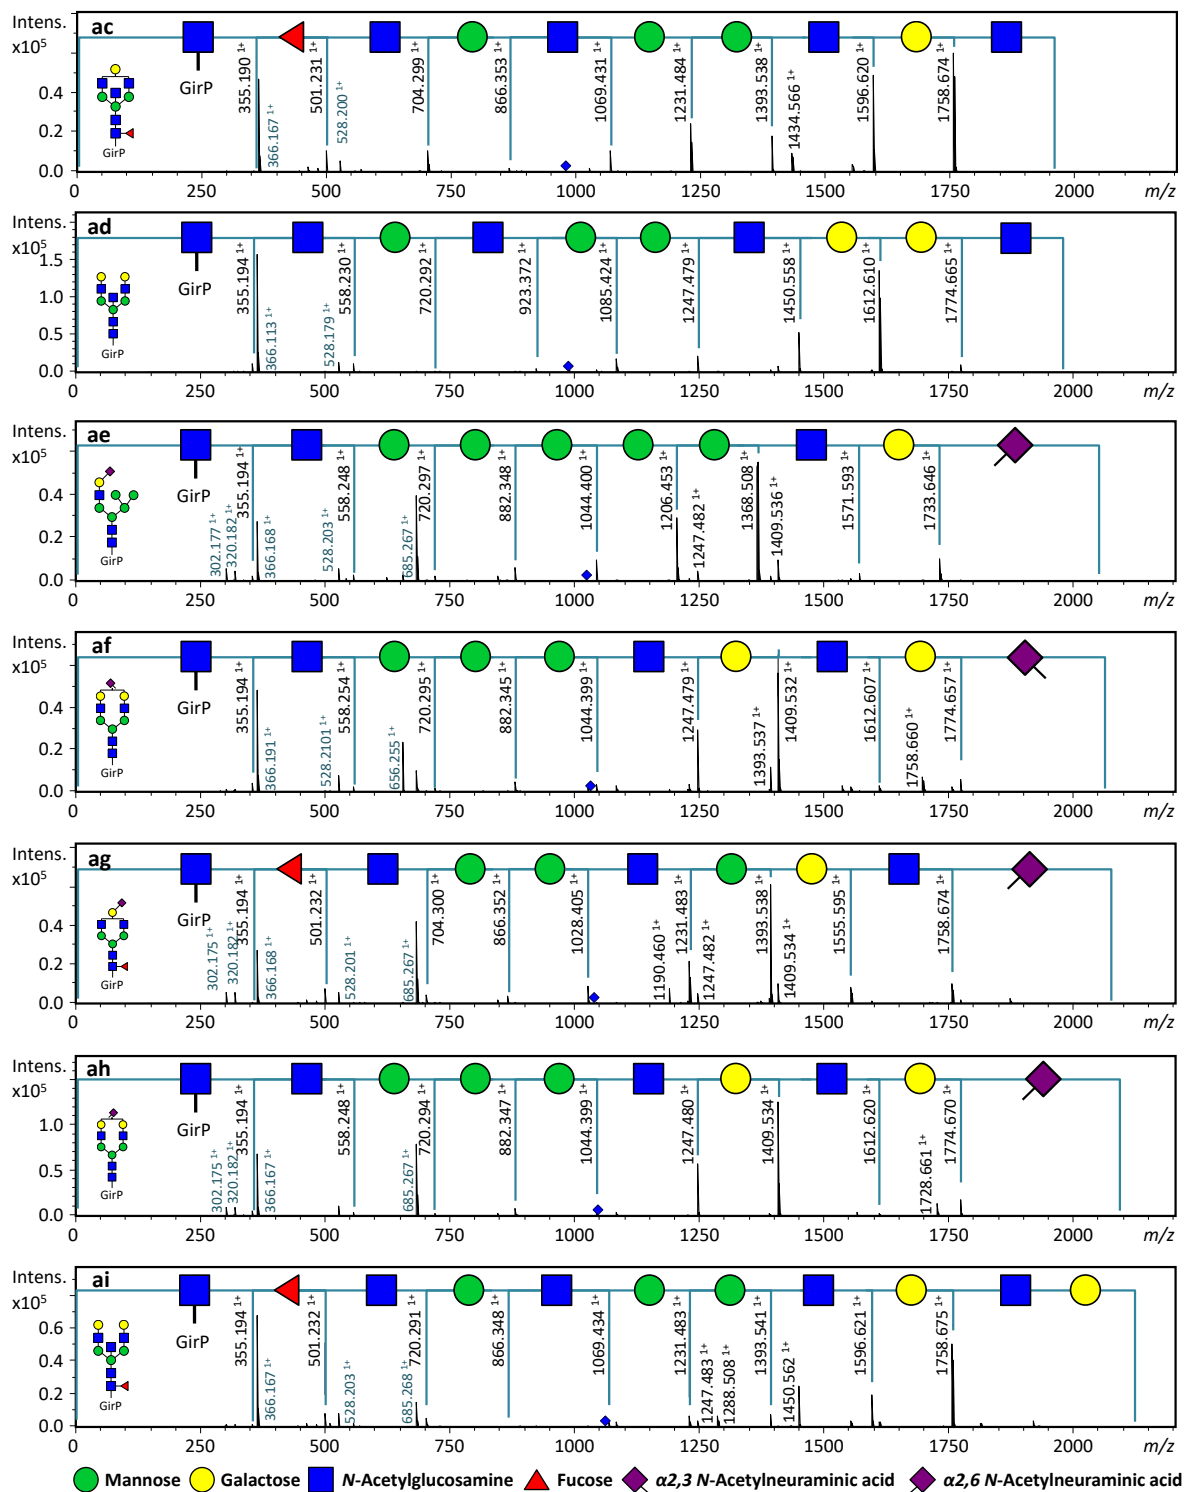 Intens.
x10⁵
ac
GirP
355.190 ¹⁺
366.167 ¹⁺
501.231 ¹⁺
528.200 ¹⁺
704.299 ¹⁺
866.353 ¹⁺
1069.431 ¹⁺
1231.484 ¹⁺
1393.538 ¹⁺
1434.566 ¹⁺
1596.620 ¹⁺
1758.674 ¹⁺
GirP
0.4
0.2
0.0
0 250 500 750 1000 1250 1500 1750 2000 m/z
Intens.
x10⁵
ad
GirP
355.194 ¹⁺
366.113 ¹⁺
528.179 ¹⁺
558.230 ¹⁺
720.292 ¹⁺
923.372 ¹⁺
1085.424 ¹⁺
1247.479 ¹⁺
1450.558 ¹⁺
1612.610 ¹⁺
1774.665 ¹⁺
GirP
1.5
1.0
0.5
0.0
0 250 500 750 1000 1250 1500 1750 2000 m/z
Intens.
x10⁵
ae
GirP
302.177 ¹⁺
320.182 ¹⁺
355.194 ¹⁺
366.168 ¹⁺
528.203 ¹⁺
558.248 ¹⁺
685.267 ¹⁺
720.297 ¹⁺
882.348 ¹⁺
1044.400 ¹⁺
1206.453 ¹⁺
1247.482 ¹⁺
1368.508 ¹⁺
1409.536 ¹⁺
1571.593 ¹⁺
1733.646 ¹⁺
GirP
0.4
0.2
0.0
0 250 500 750 1000 1250 1500 1750 2000 m/z
Intens.
x10⁵
af
GirP
355.194 ¹⁺
366.191 ¹⁺
528.2101 ¹⁺
558.254 ¹⁺
656.255 ¹⁺
720.295 ¹⁺
882.345 ¹⁺
1044.399 ¹⁺
1247.479 ¹⁺
1393.537 ¹⁺
1409.532 ¹⁺
1612.607 ¹⁺
1758.660 ¹⁺
1774.657 ¹⁺
GirP
0.4
0.2
0.0
0 250 500 750 1000 1250 1500 1750 2000 m/z
Intens.
x10⁵
ag
GirP
302.175 ¹⁺
320.182 ¹⁺
355.194 ¹⁺
366.168 ¹⁺
501.232 ¹⁺
528.201 ¹⁺
685.267 ¹⁺
704.300 ¹⁺
866.352 ¹⁺
1028.405 ¹⁺
1190.460 ¹⁺
1231.483 ¹⁺
1247.482 ¹⁺
1393.538 ¹⁺
1409.534 ¹⁺
1555.595 ¹⁺
1758.674 ¹⁺
GirP
0.4
0.2
0.0
0 250 500 750 1000 1250 1500 1750 2000 m/z
Intens.
x10⁵
ah
GirP
302.175 ¹⁺
320.182 ¹⁺
355.194 ¹⁺
366.167 ¹⁺
558.248 ¹⁺
685.267 ¹⁺
720.294 ¹⁺
882.347 ¹⁺
1044.399 ¹⁺
1247.480 ¹⁺
1409.534 ¹⁺
1612.620 ¹⁺
1728.661 ¹⁺
1774.670 ¹⁺
GirP
1.0
0.5
0.0
0 250 500 750 1000 1250 1500 1750 2000 m/z
Intens.
x10⁵
ai
GirP
355.194 ¹⁺
366.167 ¹⁺
501.232 ¹⁺
528.203 ¹⁺
685.268 ¹⁺
720.291 ¹⁺
866.348 ¹⁺
1069.434 ¹⁺
1231.483 ¹⁺
1247.483 ¹⁺
1288.508 ¹⁺
1393.541 ¹⁺
1450.562 ¹⁺
1596.621 ¹⁺
1758.675 ¹⁺
GirP
0.6
0.4
0.2
0.0
0 250 500 750 1000 1250 1500 1750 2000 m/z
Mannose Galactose N-Acetylglucosamine Fucose α2,3 N-Acetylneuraminic acid α2,6 N-Acetylneuraminic acid